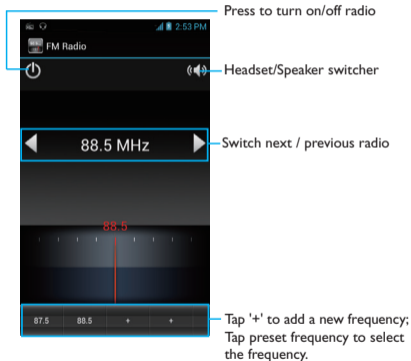 Press to turn on/off radio
2:53 PM
FM Radio
Headset/Speaker switcher
88.5 MHz
Switch next / previous radio
88.5
87.5 88.5 + +
Tap '+' to add a new frequency;
Tap preset frequency to select
the frequency.